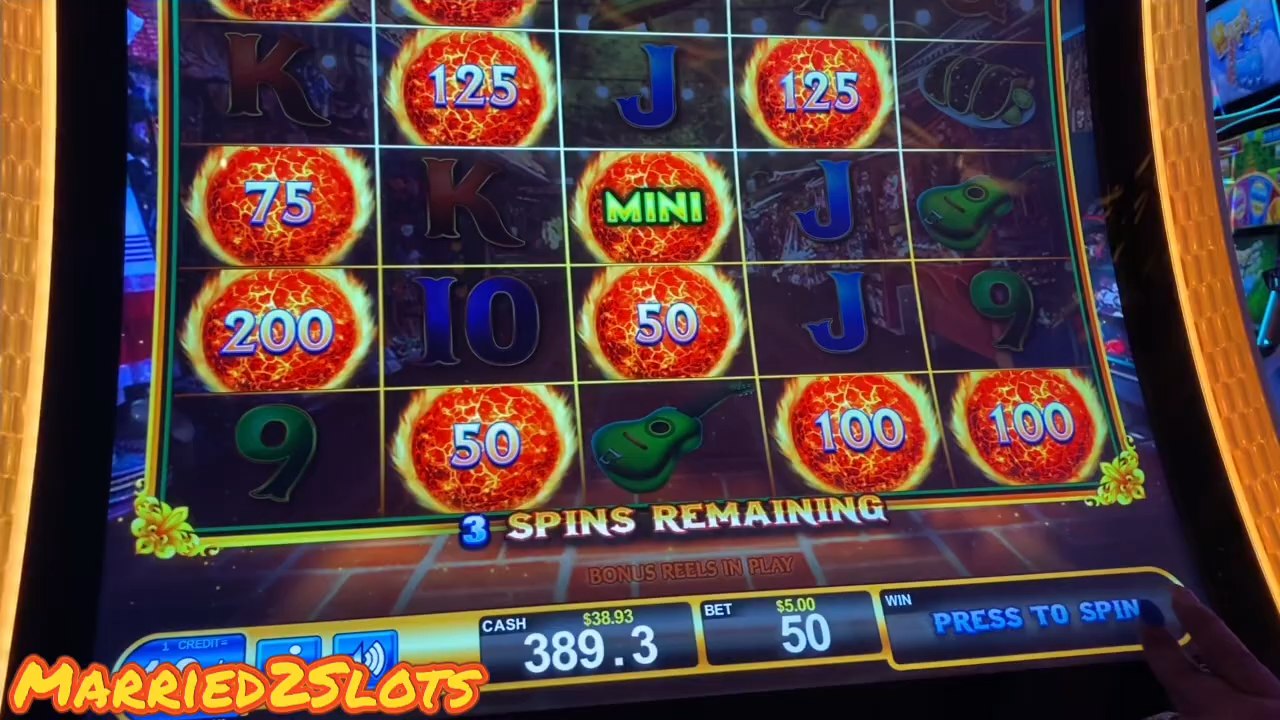 K 125 J 125
75 K MINI J
200 10 50 J 9
9 50 100 100
3 SPINS REMAINING
BONUS REELS IN PLAY
1 CREDIT=
CASH $38.93
389.3
BET $5.00
50
WIN
PRESS TO SPIN
MARRIED2SLOTS